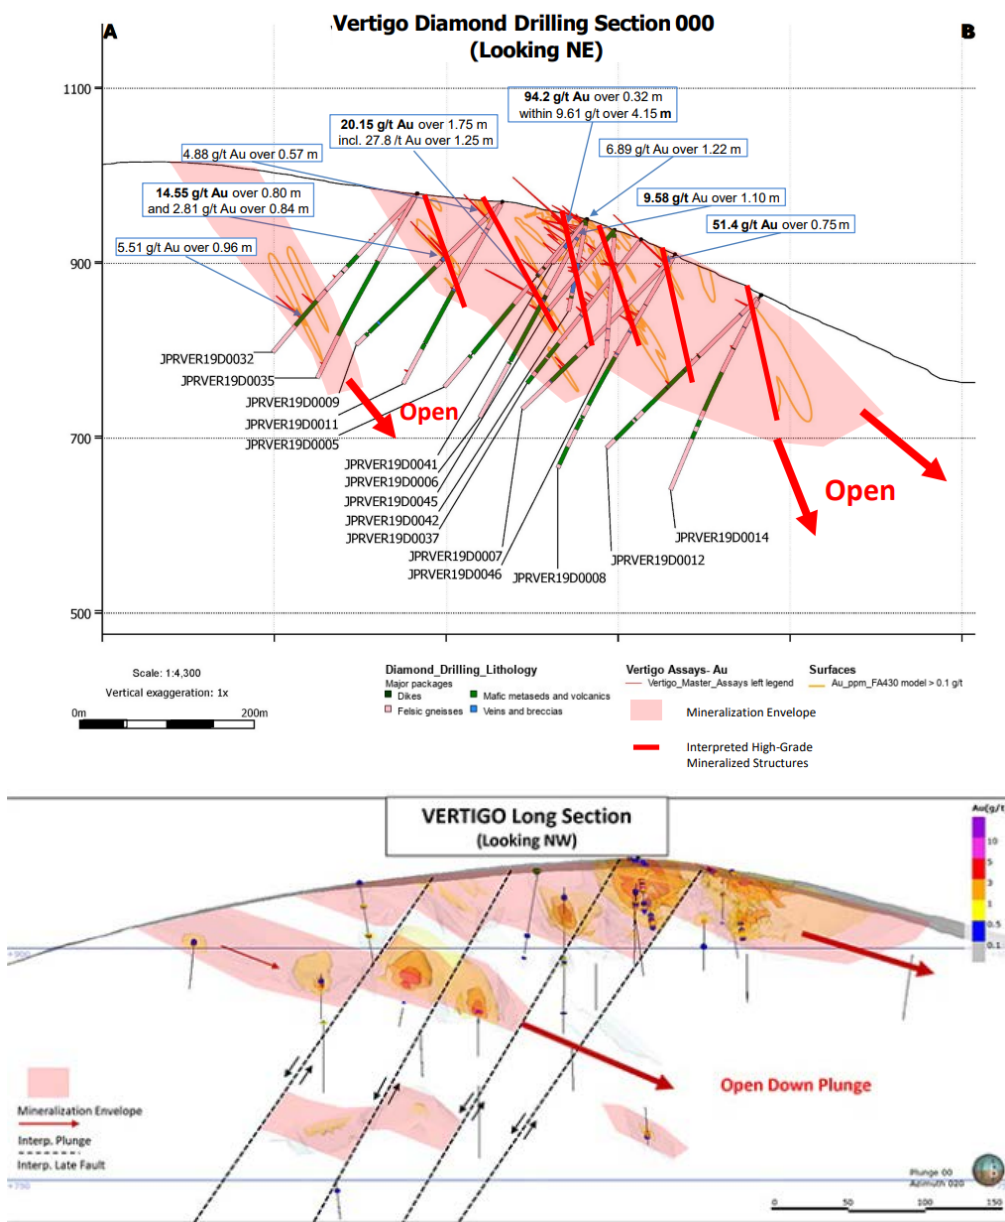 Vertigo Diamond Drilling Section 000
(Looking NE)
A
B
1100
900
700
500
94.2 g/t Au over 0.32 m
within 9.61 g/t over 4.15 m
20.15 g/t Au over 1.75 m
incl. 27.8 /t Au over 1.25 m
6.89 g/t Au over 1.22 m
4.88 g/t Au over 0.57 m
14.55 g/t Au over 0.80 m
and 2.81 g/t Au over 0.84 m
9.58 g/t Au over 1.10 m
51.4 g/t Au over 0.75 m
5.51 g/t Au over 0.96 m
JPRVER19D0032
JPRVER19D0035
JPRVER19D0009
JPRVER19D0011
JPRVER19D0005
Open
JPRVER19D0041
JPRVER19D0006
JPRVER19D0045
JPRVER19D0042
JPRVER19D0037
JPRVER19D0007
JPRVER19D0046
JPRVER19D0008
JPRVER19D0012
JPRVER19D0014
Open
Scale: 1:4,300
Vertical exaggeration: 1x
0m
200m
Diamond_Drilling_Lithology
Major packages
Dikes
Mafic metaseds and volcanics
Felsic gneisses
Veins and breccias
Vertigo Assays- Au
Vertigo_Master_Assays left legend
Surfaces
Au_ppm_FA430 model > 0.1 g/t
Mineralization Envelope
Interpreted High-Grade
Mineralized Structures
VERTIGO Long Section
(Looking NW)
Au(g/t
10
5
3
1
0.5
0.1
+900
Open Down Plunge
Mineralization Envelope
Interp. Plunge
Interp. Late Fault
+750
Plunge 00
Azimuth 020
0
50
100
150